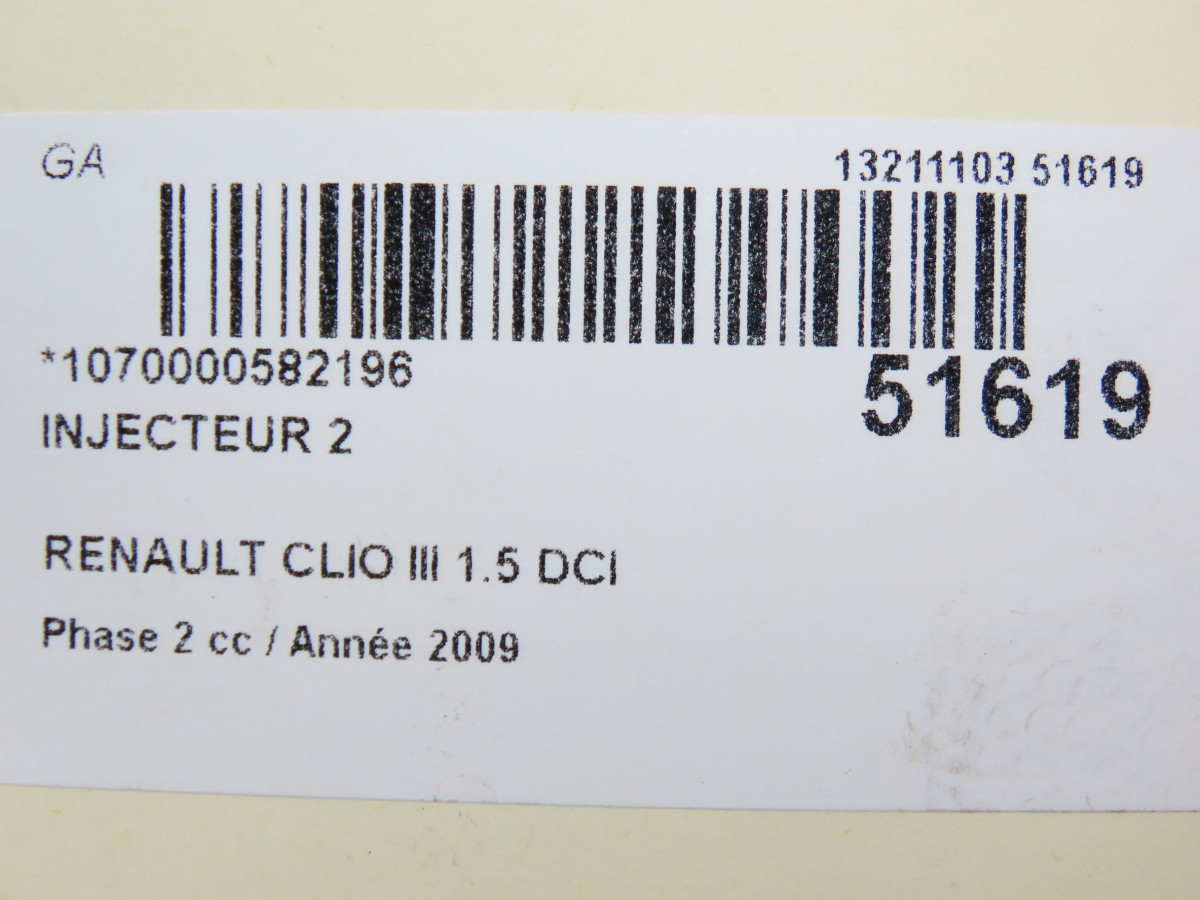 GA
13211103 51619
*1070000582196
51619
INJECTEUR 2
RENAULT CLIO III 1.5 DCI
Phase 2 cc / Année 2009